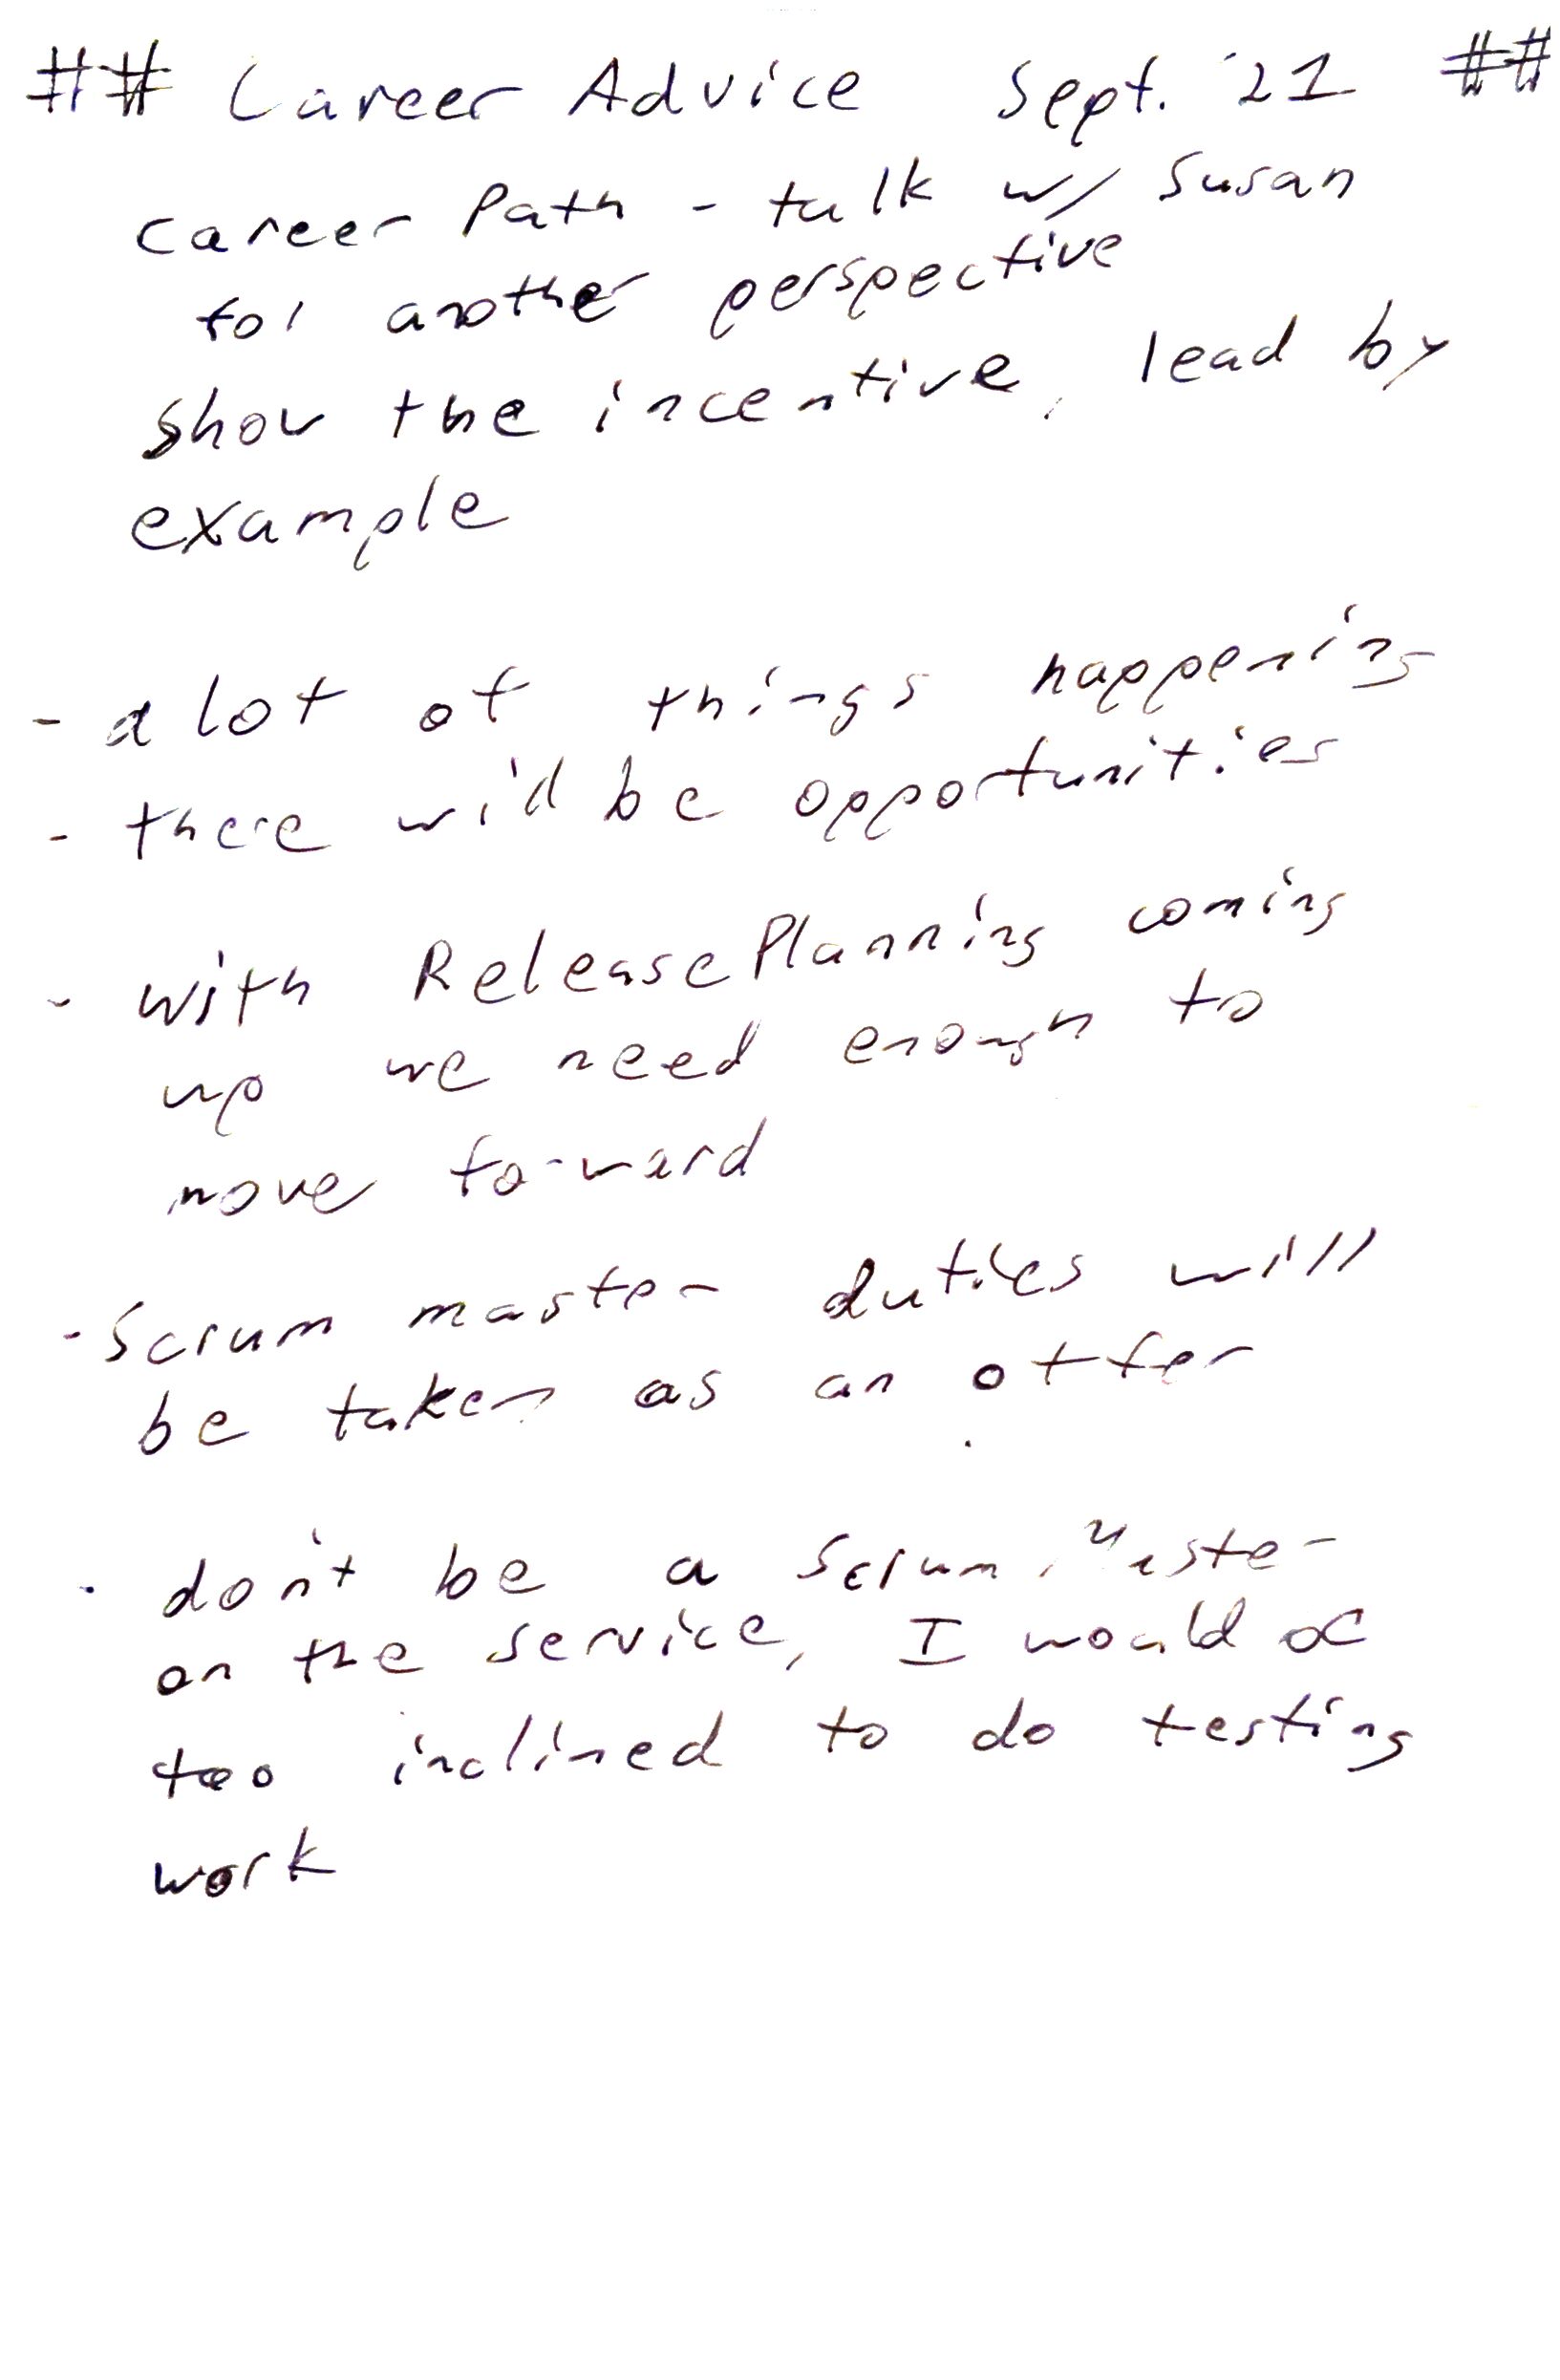 ## Career Advice Sept. '21 ##
Career Path - talk w/ Susan
for another perspective
show the incentive, lead by
example
- a lot of things happening
- there will be opportunities
- with Release Planning coming
up we need enough to
move forward
- Scrum master duties will
be taken as an offer
- don't be a Scrum Master
on the service, I would be
too inclined to do testing
work